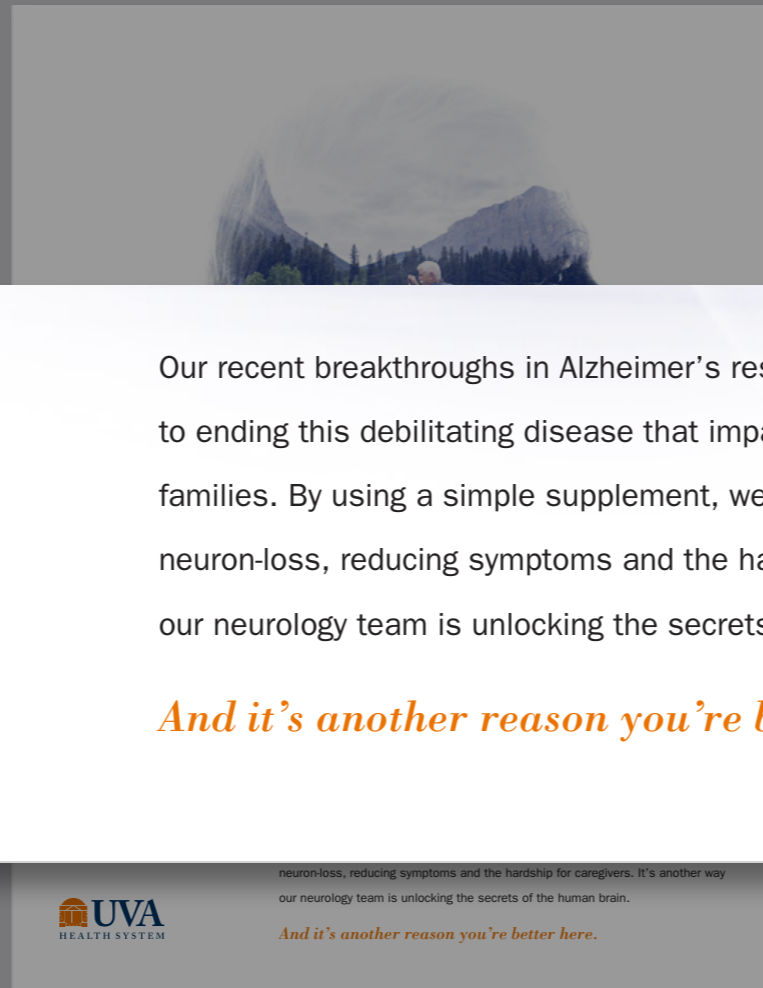 Our recent breakthroughs in Alzheimer’s res
to ending this debilitating disease that impa
families. By using a simple supplement, we
neuron-loss, reducing symptoms and the ha
our neurology team is unlocking the secrets
And it’s another reason you’re b
neuron-loss, reducing symptoms and the hardship for caregivers. It’s another way
our neurology team is unlocking the secrets of the human brain.
And it’s another reason you’re better here.
UVA
HEALTH SYSTEM